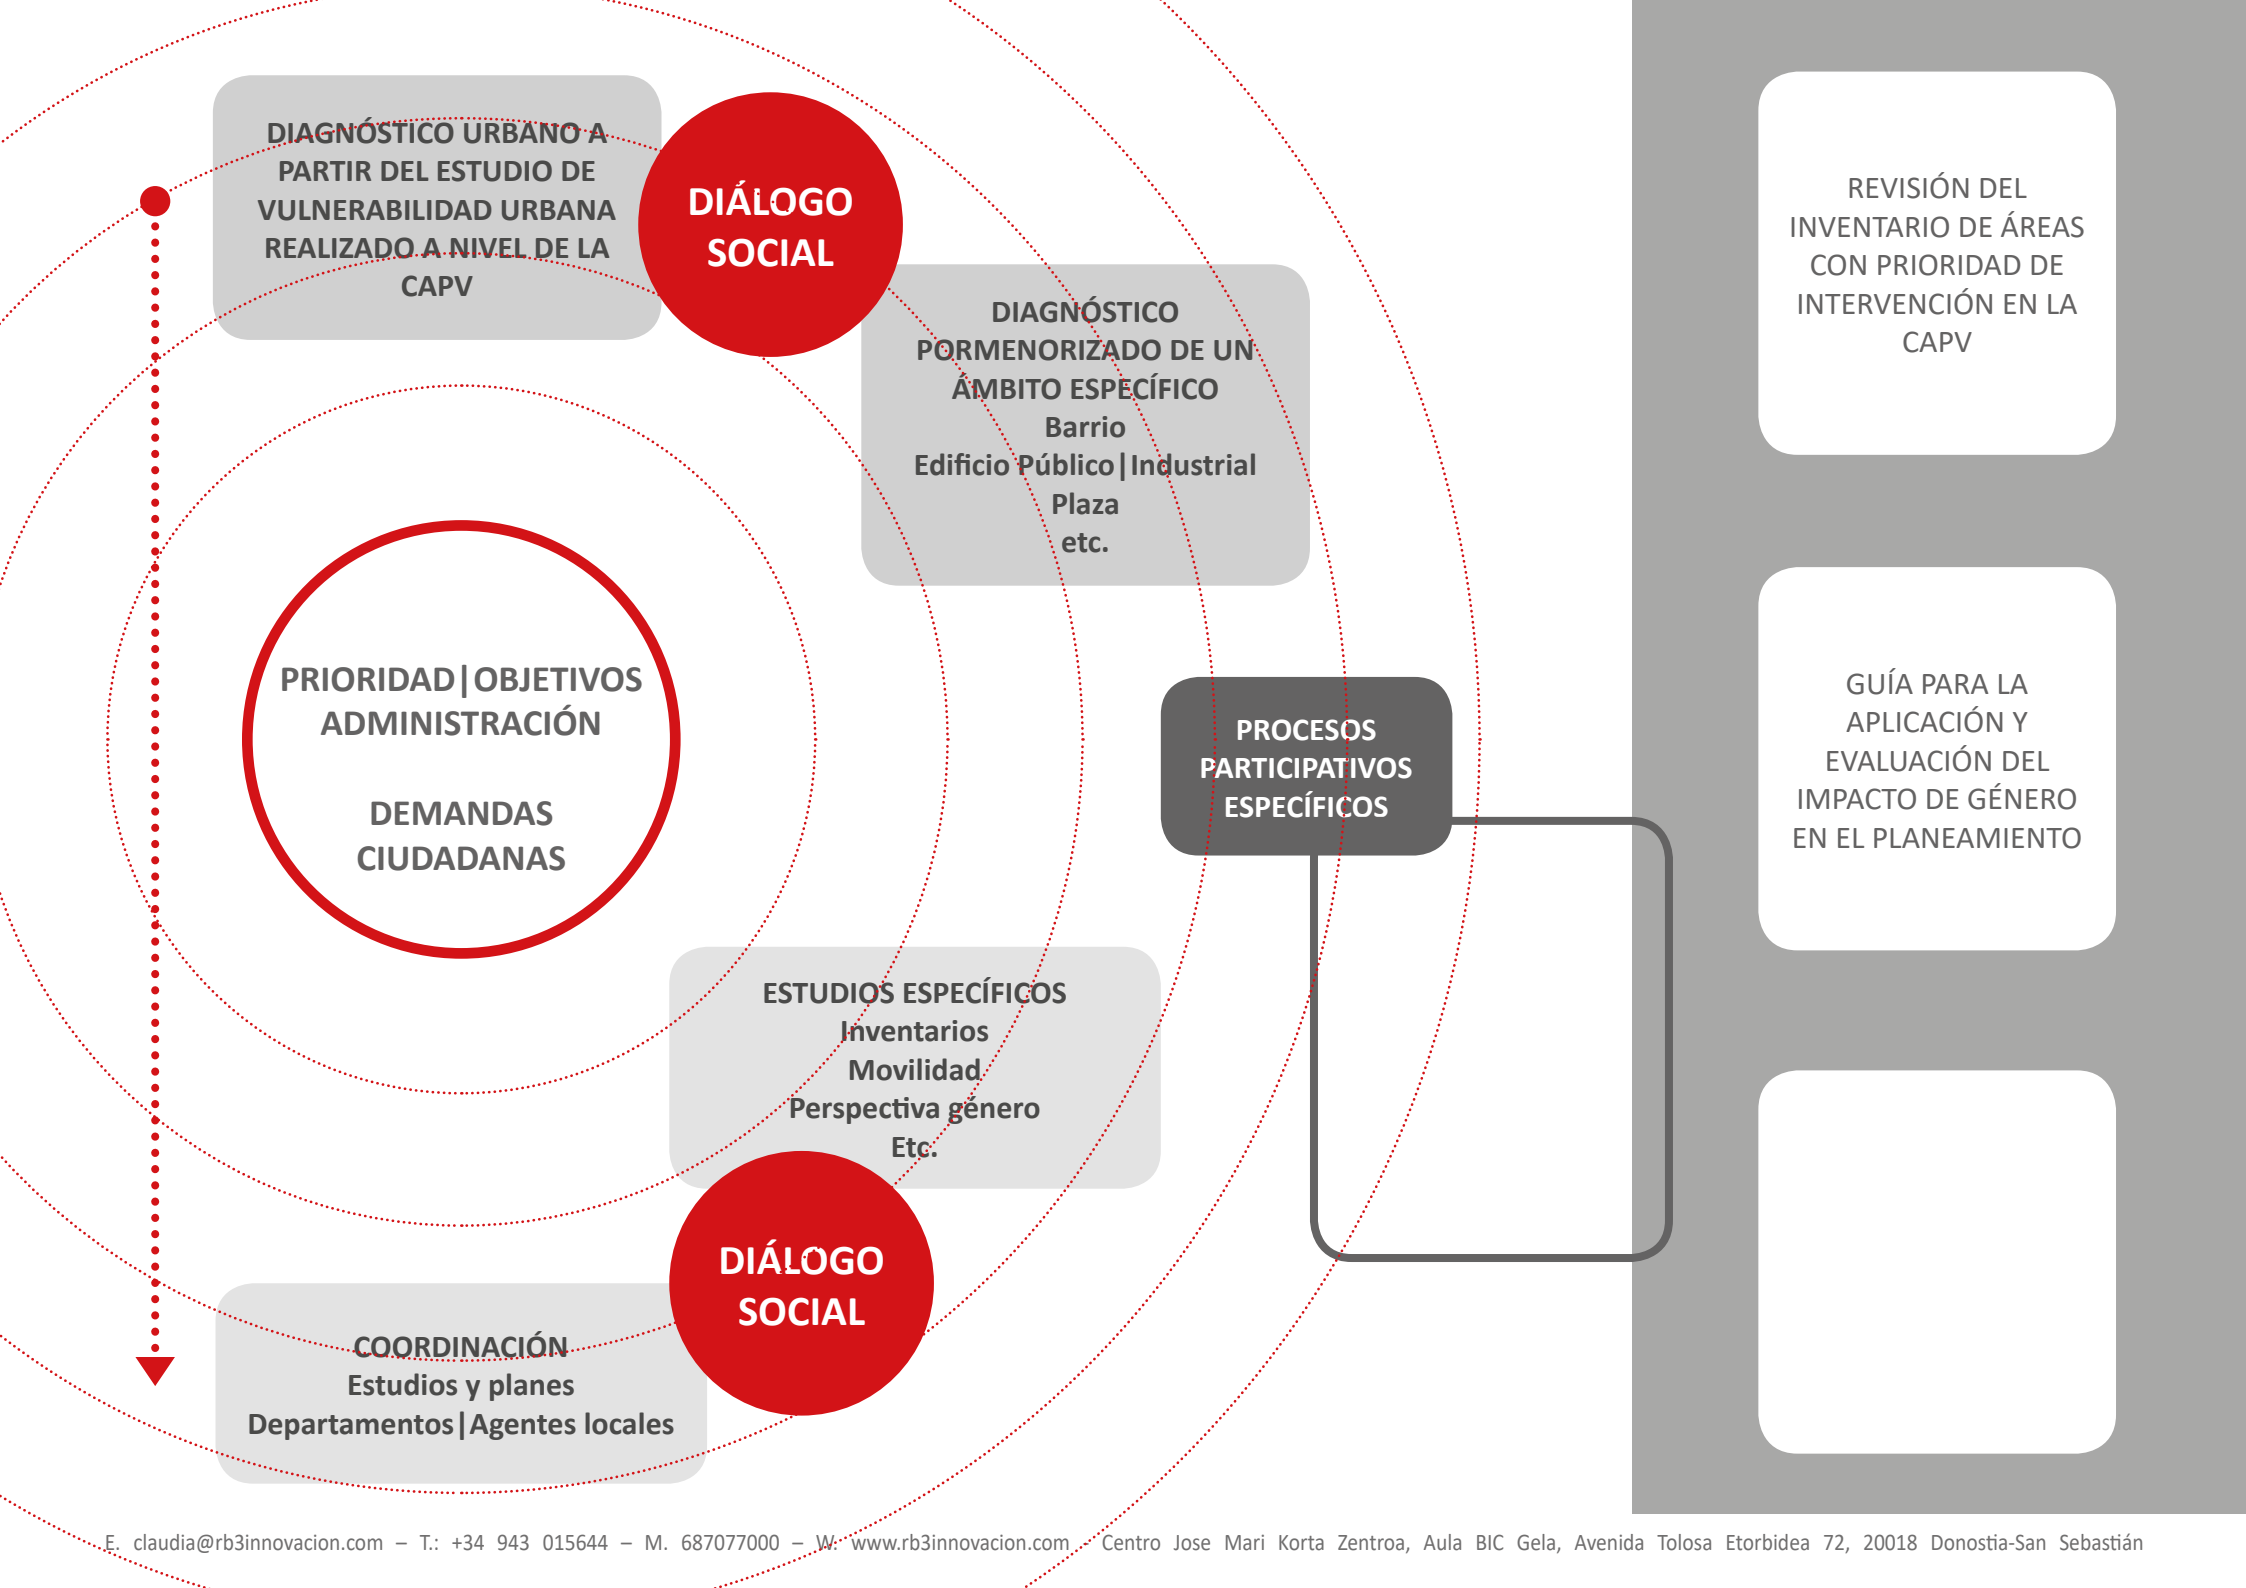 DIAGNÓSTICO URBANO A
PARTIR DEL ESTUDIO DE
VULNERABILIDAD URBANA
REALIZADO A NIVEL DE LA
CAPV
DIÁLOGO
SOCIAL
DIAGNÓSTICO
PORMENORIZADO DE UN
ÁMBITO ESPECÍFICO
Barrio
Edificio Público|Industrial
Plaza
etc.
PRIORIDAD|OBJETIVOS
ADMINISTRACIÓN
DEMANDAS
CIUDADANAS
PROCESOS
PARTICIPATIVOS
ESPECÍFICOS
ESTUDIOS ESPECÍFICOS
Inventarios
Movilidad
Perspectiva género
Etc.
DIÁLOGO
SOCIAL
COORDINACIÓN
Estudios y planes
Departamentos|Agentes locales
REVISIÓN DEL
INVENTARIO DE ÁREAS
CON PRIORIDAD DE
INTERVENCIÓN EN LA
CAPV
GUÍA PARA LA
APLICACIÓN Y
EVALUACIÓN DEL
IMPACTO DE GÉNERO
EN EL PLANEAMIENTO
E. claudia@rb3innovacion.com – T.: +34 943 015644 – M. 687077000 – W: www.rb3innovacion.com - Centro Jose Mari Korta Zentroa, Aula BIC Gela, Avenida Tolosa Etorbidea 72, 20018 Donostia-San Sebastián